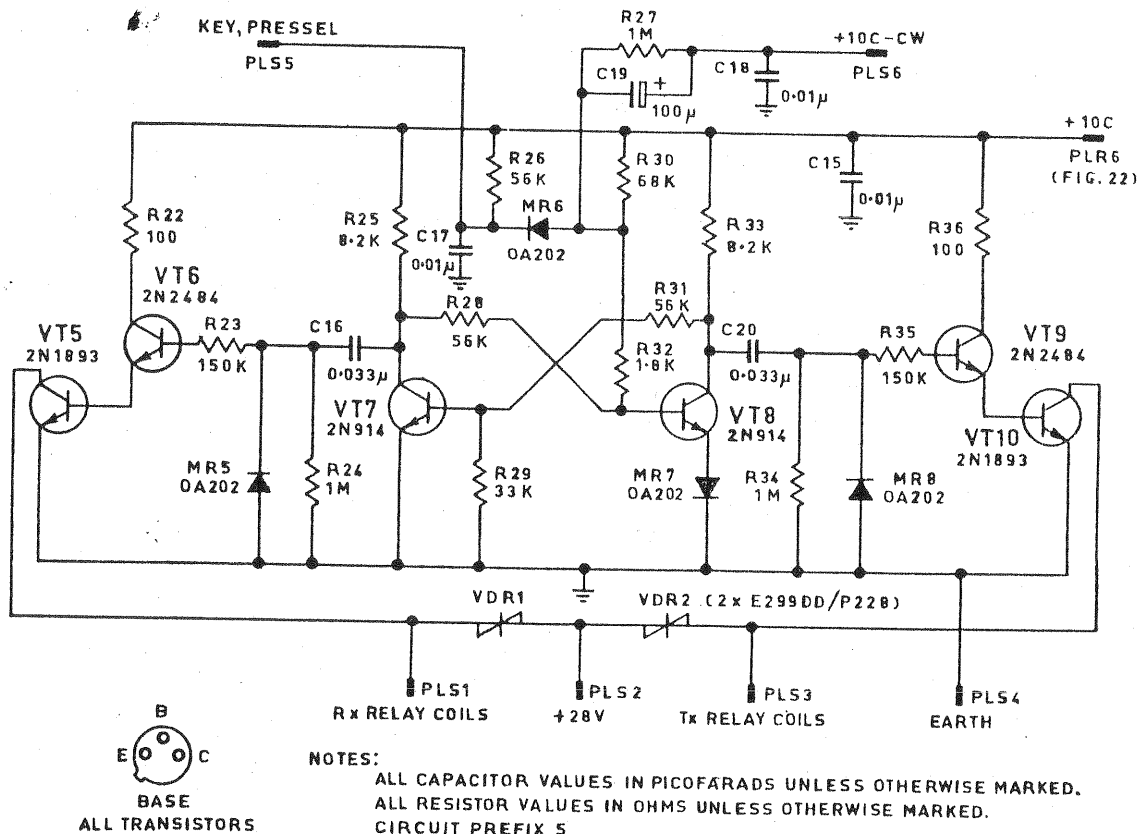 KEY, PRESSEL
PLS5
R27
1M
C19
+
100µ
C18
0·01µ
+10C-CW
PLS6
+10C
PLR6
(FIG. 22)
R22
100
R25
8·2K
R26
56K
MR6
OA202
C17
0·01µ
R30
68K
R33
8·2K
C15
0·01µ
R36
100
VT6
2N2484
VT5
2N1893
R23
150K
C16
0·033µ
R28
56K
R31
56K
R32
1·8K
C20
0·033µ
R35
150K
VT9
2N2484
VT7
2N914
VT8
2N914
VT10
2N1893
MR5
OA202
R24
1M
R29
33K
MR7
OA202
R34
1M
MR8
OA202
VDR1
VDR2 (2x E299DD/P228)
PLS1
Rx RELAY COILS
PLS2
+28V
PLS3
Tx RELAY COILS
PLS4
EARTH
B
E
C
BASE
ALL TRANSISTORS
NOTES:
ALL CAPACITOR VALUES IN PICOFARADS UNLESS OTHERWISE MARKED.
ALL RESISTOR VALUES IN OHMS UNLESS OTHERWISE MARKED.
CIRCUIT PREFIX 5